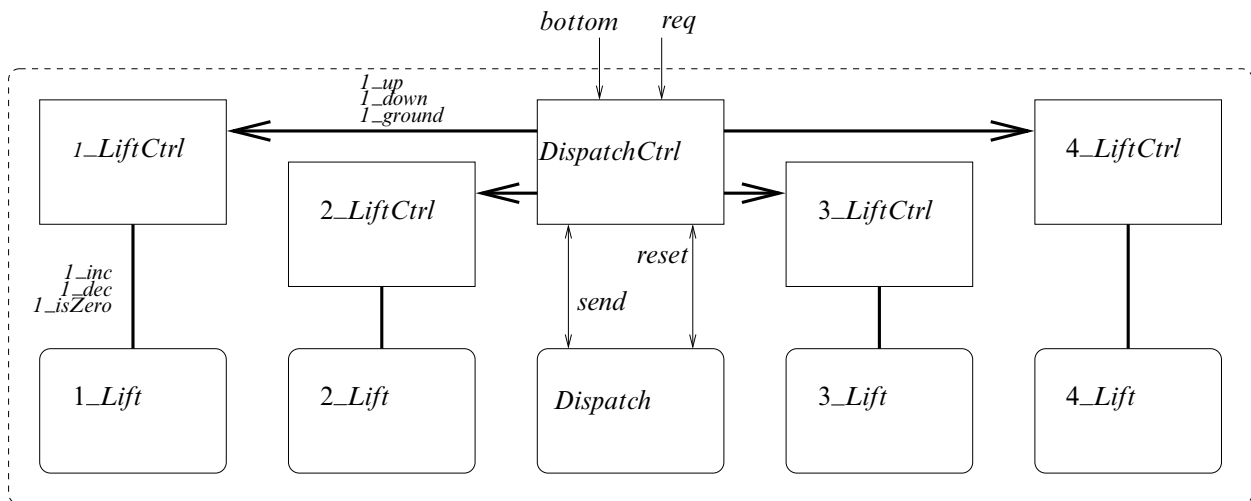 bottom
req
1_up
1_down
1_ground
1_LiftCtrl
DispatchCtrl
4_LiftCtrl
2_LiftCtrl
3_LiftCtrl
1_inc
1_dec
1_isZero
reset
send
1_Lift
2_Lift
Dispatch
3_Lift
4_Lift